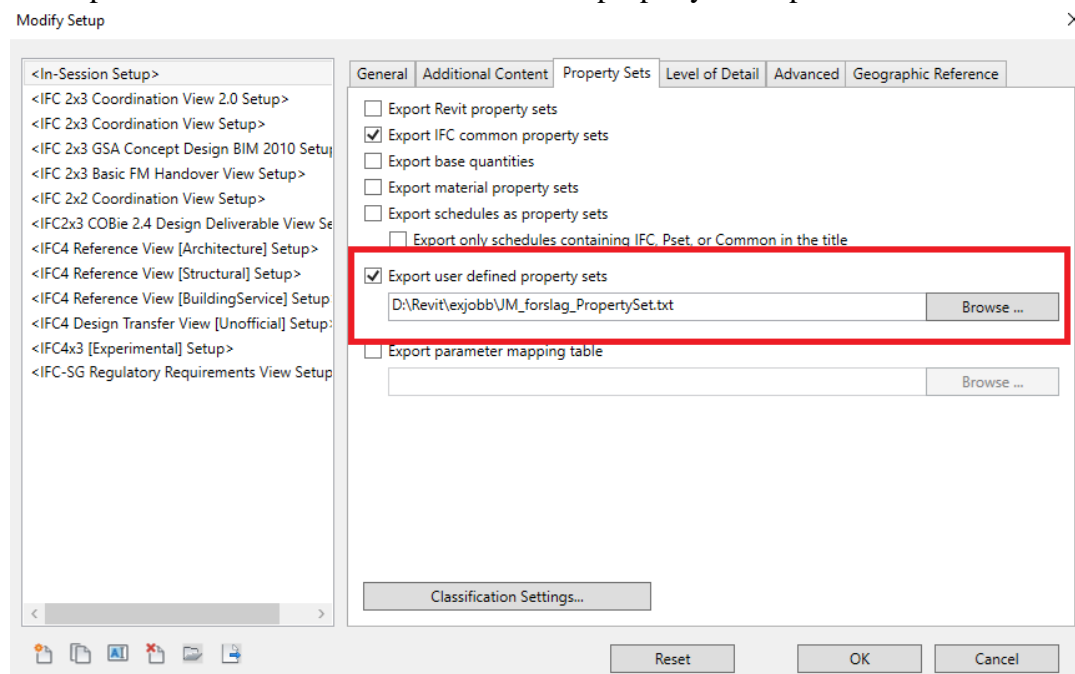 Modify Setup
<In-Session Setup>
<IFC 2x3 Coordination View 2.0 Setup>
<IFC 2x3 Coordination View Setup>
<IFC 2x3 GSA Concept Design BIM 2010 Setup
<IFC 2x3 Basic FM Handover View Setup>
<IFC 2x2 Coordination View Setup>
<IFC2x3 COBie 2.4 Design Deliverable View Se
<IFC4 Reference View [Architecture] Setup>
<IFC4 Reference View [Structural] Setup>
<IFC4 Reference View [BuildingService] Setup
<IFC4 Design Transfer View [Unofficial] Setup>
<IFC4x3 [Experimental] Setup>
<IFC-SG Regulatory Requirements View Setup
General Additional Content Property Sets Level of Detail Advanced Geographic Reference
Export Revit property sets
Export IFC common property sets
Export base quantities
Export material property sets
Export schedules as property sets
Export only schedules containing IFC, Pset, or Common in the title
Export user defined property sets
D:\Revit\exjobb\JM_forslag_PropertySet.txt Browse ...
Export parameter mapping table
Browse ...
Classification Settings...
AI
Reset OK Cancel